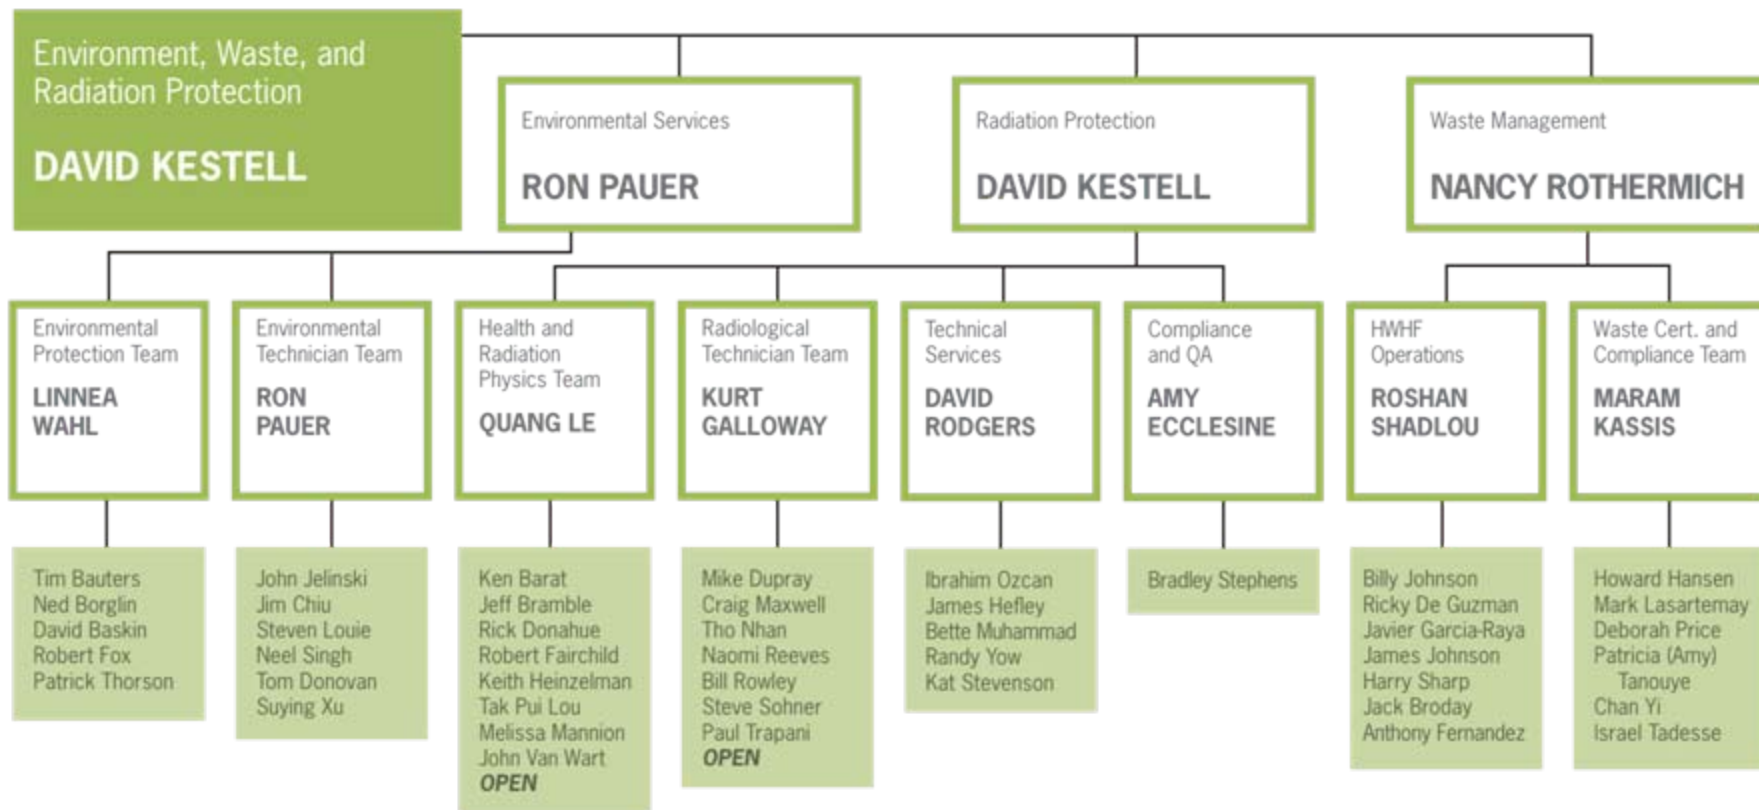 Environment, Waste, and
Radiation Protection
DAVID KESTELL
Environmental Services
RON PAUER
Radiation Protection
DAVID KESTELL
Waste Management
NANCY ROTHERMICH
Environmental
Protection Team
LINNEA
WAHL
Environmental
Technician Team
RON
PAUER
Health and
Radiation
Physics Team
QUANG LE
Radiological
Technician Team
KURT
GALLOWAY
Technical
Services
DAVID
RODGERS
Compliance
and QA
AMY
ECCLESINE
HWHF
Operations
ROSHAN
SHADLOU
Waste Cert. and
Compliance Team
MARAM
KASSIS
Tim Bauters
Ned Borglin
David Baskin
Robert Fox
Patrick Thorson
John Jelinski
Jim Chiu
Steven Louie
Neel Singh
Tom Donovan
Suying Xu
Ken Barat
Jeff Bramble
Rick Donahue
Robert Fairchild
Keith Heinzelman
Tak Pui Lou
Melissa Mannion
John Van Wart
OPEN
Mike Dupray
Craig Maxwell
Tho Nhan
Naomi Reeves
Bill Rowley
Steve Sohner
Paul Trapani
OPEN
Ibrahim Ozcan
James Hefley
Bette Muhammad
Randy Yow
Kat Stevenson
Bradley Stephens
Billy Johnson
Ricky De Guzman
Javier Garcia-Raya
James Johnson
Harry Sharp
Jack Broday
Anthony Fernandez
Howard Hansen
Mark Lasartemay
Deborah Price
Patricia (Amy)
Tanouye
Chan Yi
Israel Tadesse